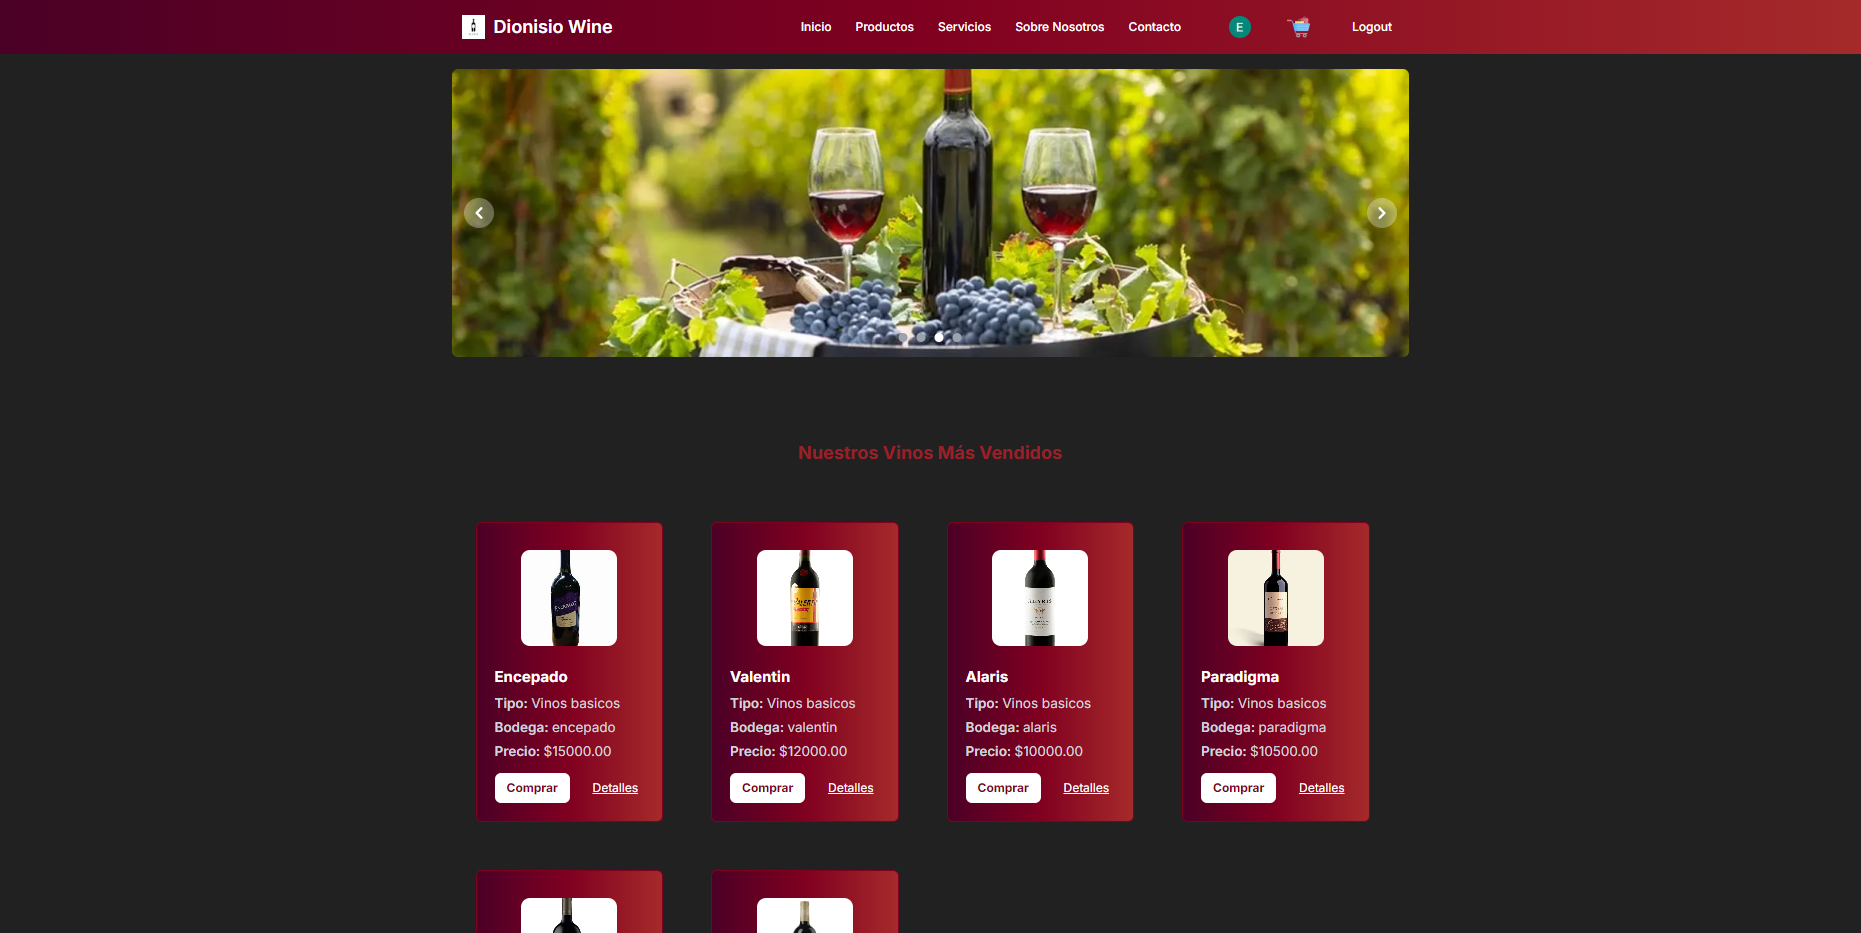 Dionisio Wine
Inicio Productos Servicios Sobre Nosotros Contacto E Logout
Nuestros Vinos Más Vendidos
Encepado
Tipo: Vinos basicos
Bodega: encepado
Precio: $15000.00
Comprar Detalles
Valentin
Tipo: Vinos basicos
Bodega: valentin
Precio: $12000.00
Comprar Detalles
Alaris
Tipo: Vinos basicos
Bodega: alaris
Precio: $10000.00
Comprar Detalles
Paradigma
Tipo: Vinos basicos
Bodega: paradigma
Precio: $10500.00
Comprar Detalles